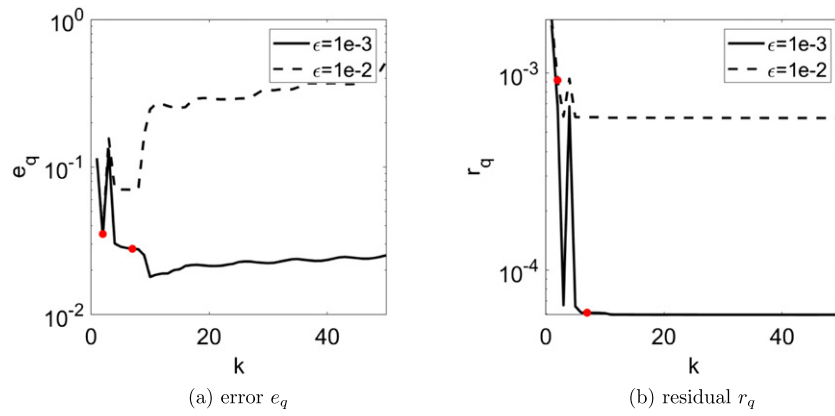 10^0
10^-1
10^-2
e_q
0 20 40
k
ϵ=1e-3
ϵ=1e-2
(a) error e_q
10^-3
10^-4
r_q
0 20 40
k
ϵ=1e-3
ϵ=1e-2
(b) residual r_q